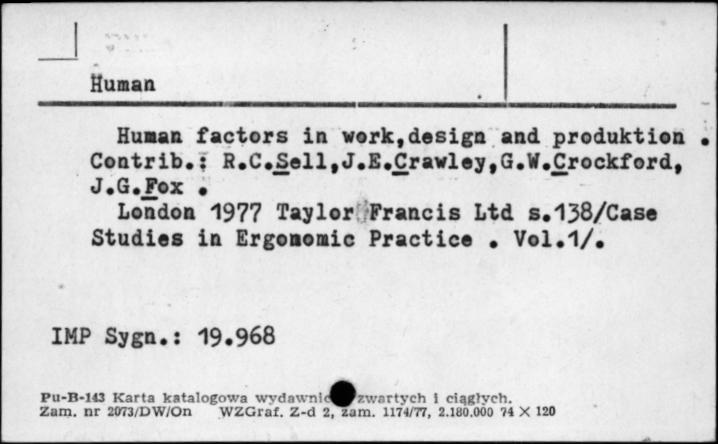 Human
Human factors in work,design and produktion .
Contrib.: R.C.Sell,J.E.Crawley,G.W.Crockford,
J.G.Fox .
London 1977 Taylor Francis Ltd s.138/Case
Studies in Ergonomic Practice . Vol.1/.
IMP Sygn.: 19.968
Pu-B-143 Karta katalogowa zwartych i ciągłych.
Zam. nr 2073/DW/On WZGraf. Z-d 2, zam. 1174/77, 2.180.000 74 X 120